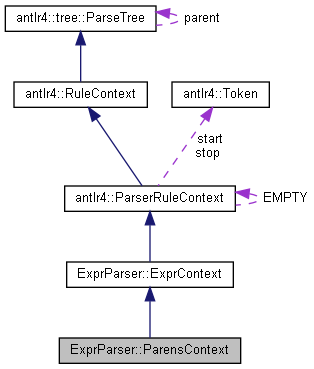 antlr4::tree::ParseTree
parent
antlr4::RuleContext
antlr4::Token
start
stop
antlr4::ParserRuleContext
EMPTY
ExprParser::ExprContext
ExprParser::ParensContext